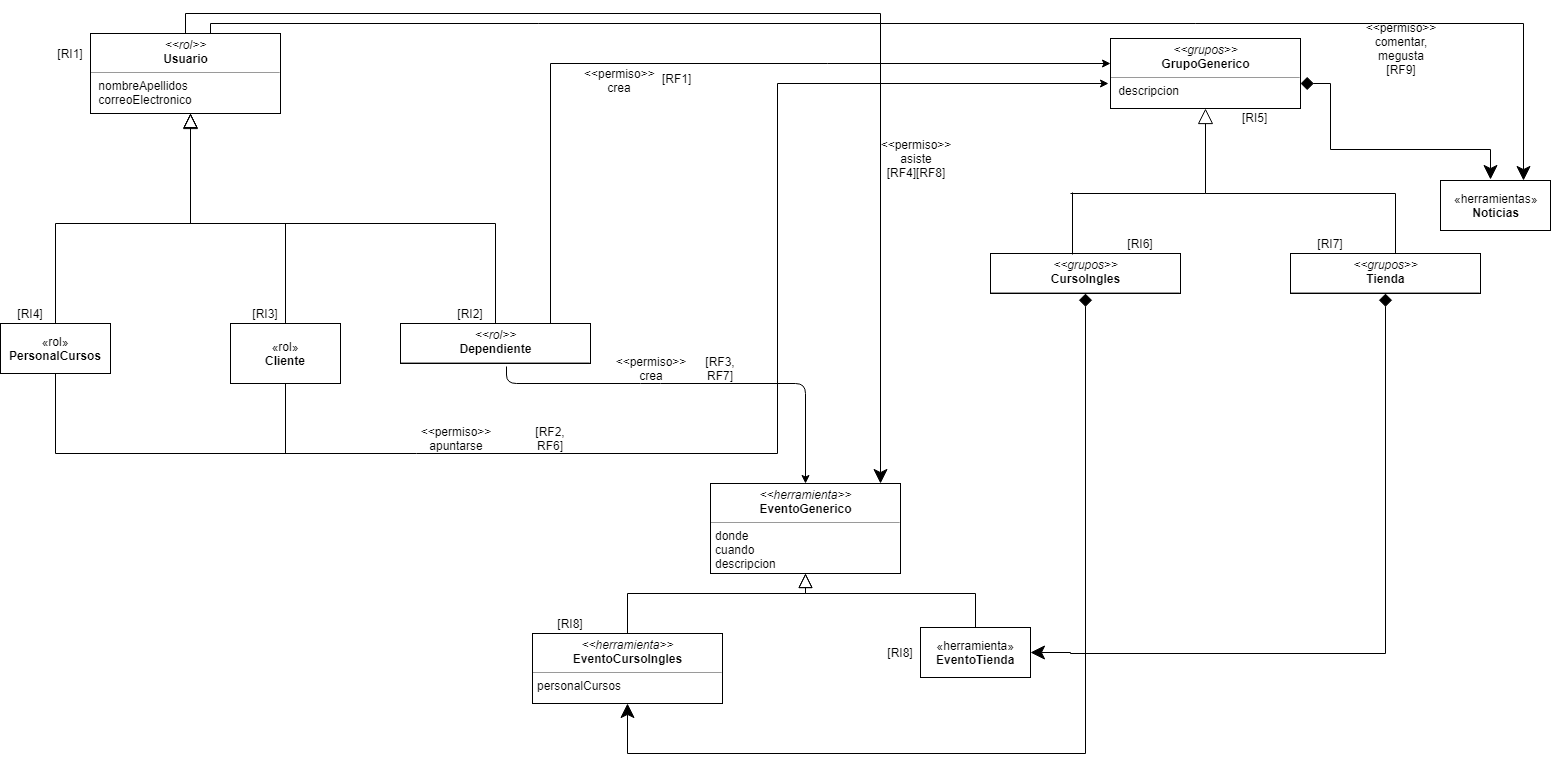 [RI1]
<<rol>>
Usuario
nombreApellidos
correoElectronico
<<permiso>>
crea
[RF1]
<<grupos>>
GrupoGenerico
descripcion
[RI5]
<<permiso>>
comentar,
megusta
[RF9]
<<permiso>>
asiste
[RF4][RF8]
«herramientas»
Noticias
[RI6]
<<grupos>>
CursoIngles
[RI7]
<<grupos>>
Tienda
[RI4]
«rol»
PersonalCursos
[RI3]
«rol»
Cliente
[RI2]
<<rol>>
Dependiente
<<permiso>>
crea
[RF3,
RF7]
<<permiso>>
apuntarse
[RF2,
RF6]
<<herramienta>>
EventoGenerico
donde
cuando
descripcion
[RI8]
<<herramienta>>
EventoCursoIngles
personalCursos
[RI8]
«herramienta»
EventoTienda